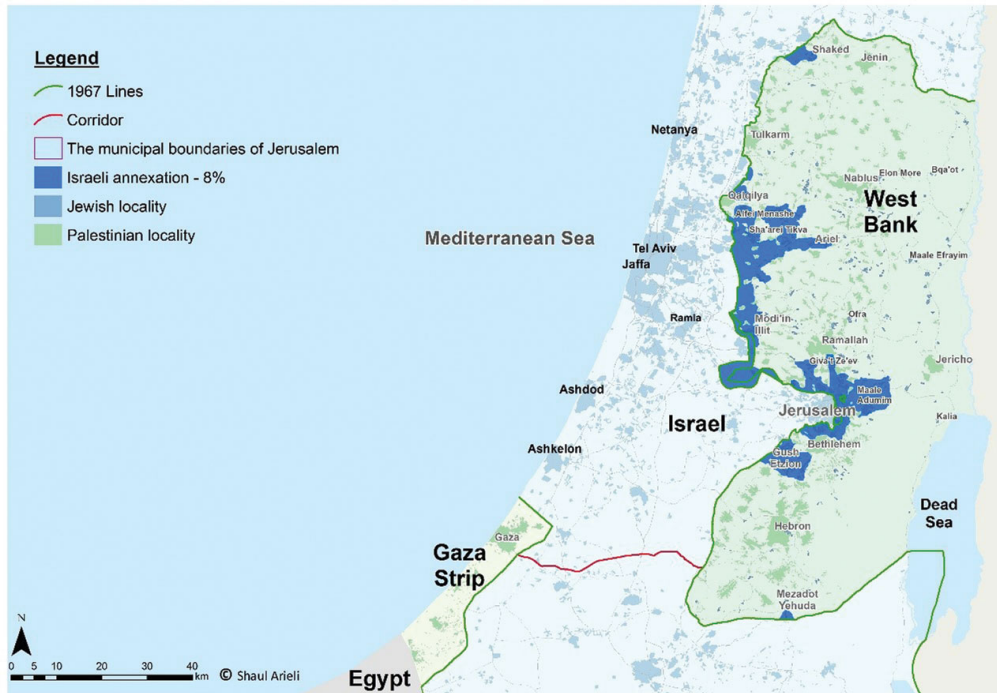 Legend
1967 Lines
Corridor
The municipal boundaries of Jerusalem
Israeli annexation - 8%
Jewish locality
Palestinian locality
Shaked
Jenin
Netanya
Tulkarm
Nablus
Elon More
Bqa'ot
Qalqilya
West
Bank
Alfei Menashe
Sha'arei Tikva
Ariel
Mediterranean Sea
Tel Aviv
Jaffa
Maale Efrayim
Ramla
Modi'in
Illit
Ofra
Ramallah
Giva't Ze'ev
Jericho
Ashdod
Maale
Adumim
Jerusalem
Israel
Kalia
Bethlehem
Ashkelon
Gush
Etzion
Dead
Sea
Hebron
Gaza
Gaza
Strip
Mezadot
Yehuda
N
0 5 10 20 30 40
km
© Shaul Arieli
Egypt